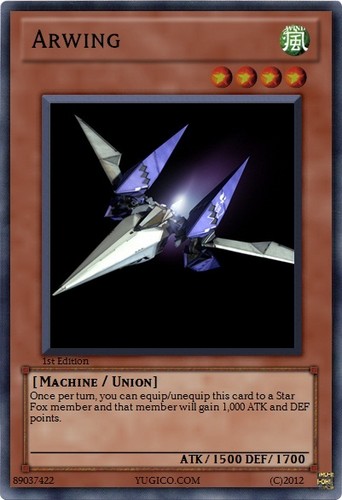 Arwing
WIND
風
1st Edition
[Machine / Union]
Once per turn, you can equip/unequip this card to a Star
Fox member and that member will gain 1,000 ATK and DEF
points.
ATK / 1500 DEF/ 1700
89037422 YUGICO.COM (C)2012